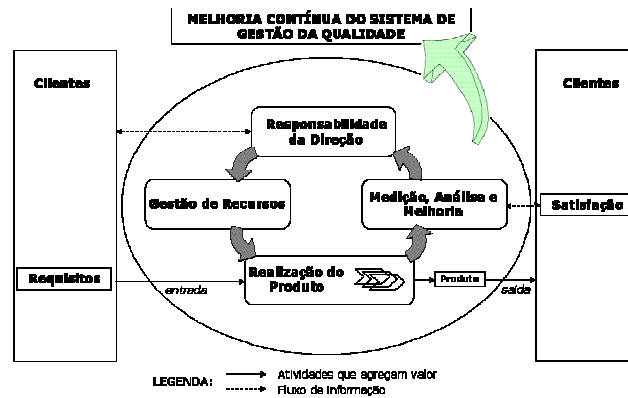 MELHORIA CONTÍNUA DO SISTEMA DE
GESTÃO DA QUALIDADE
Clientes
Clientes
Responsabilidade
da Direção
Gestão de Recursos
Medição, Análise e
Melhoria
Satisfação
Requisitos
entrada
Realização do
Produto
Produto
saída
LEGENDA:
Atividades que agregam valor
Fluxo de informação